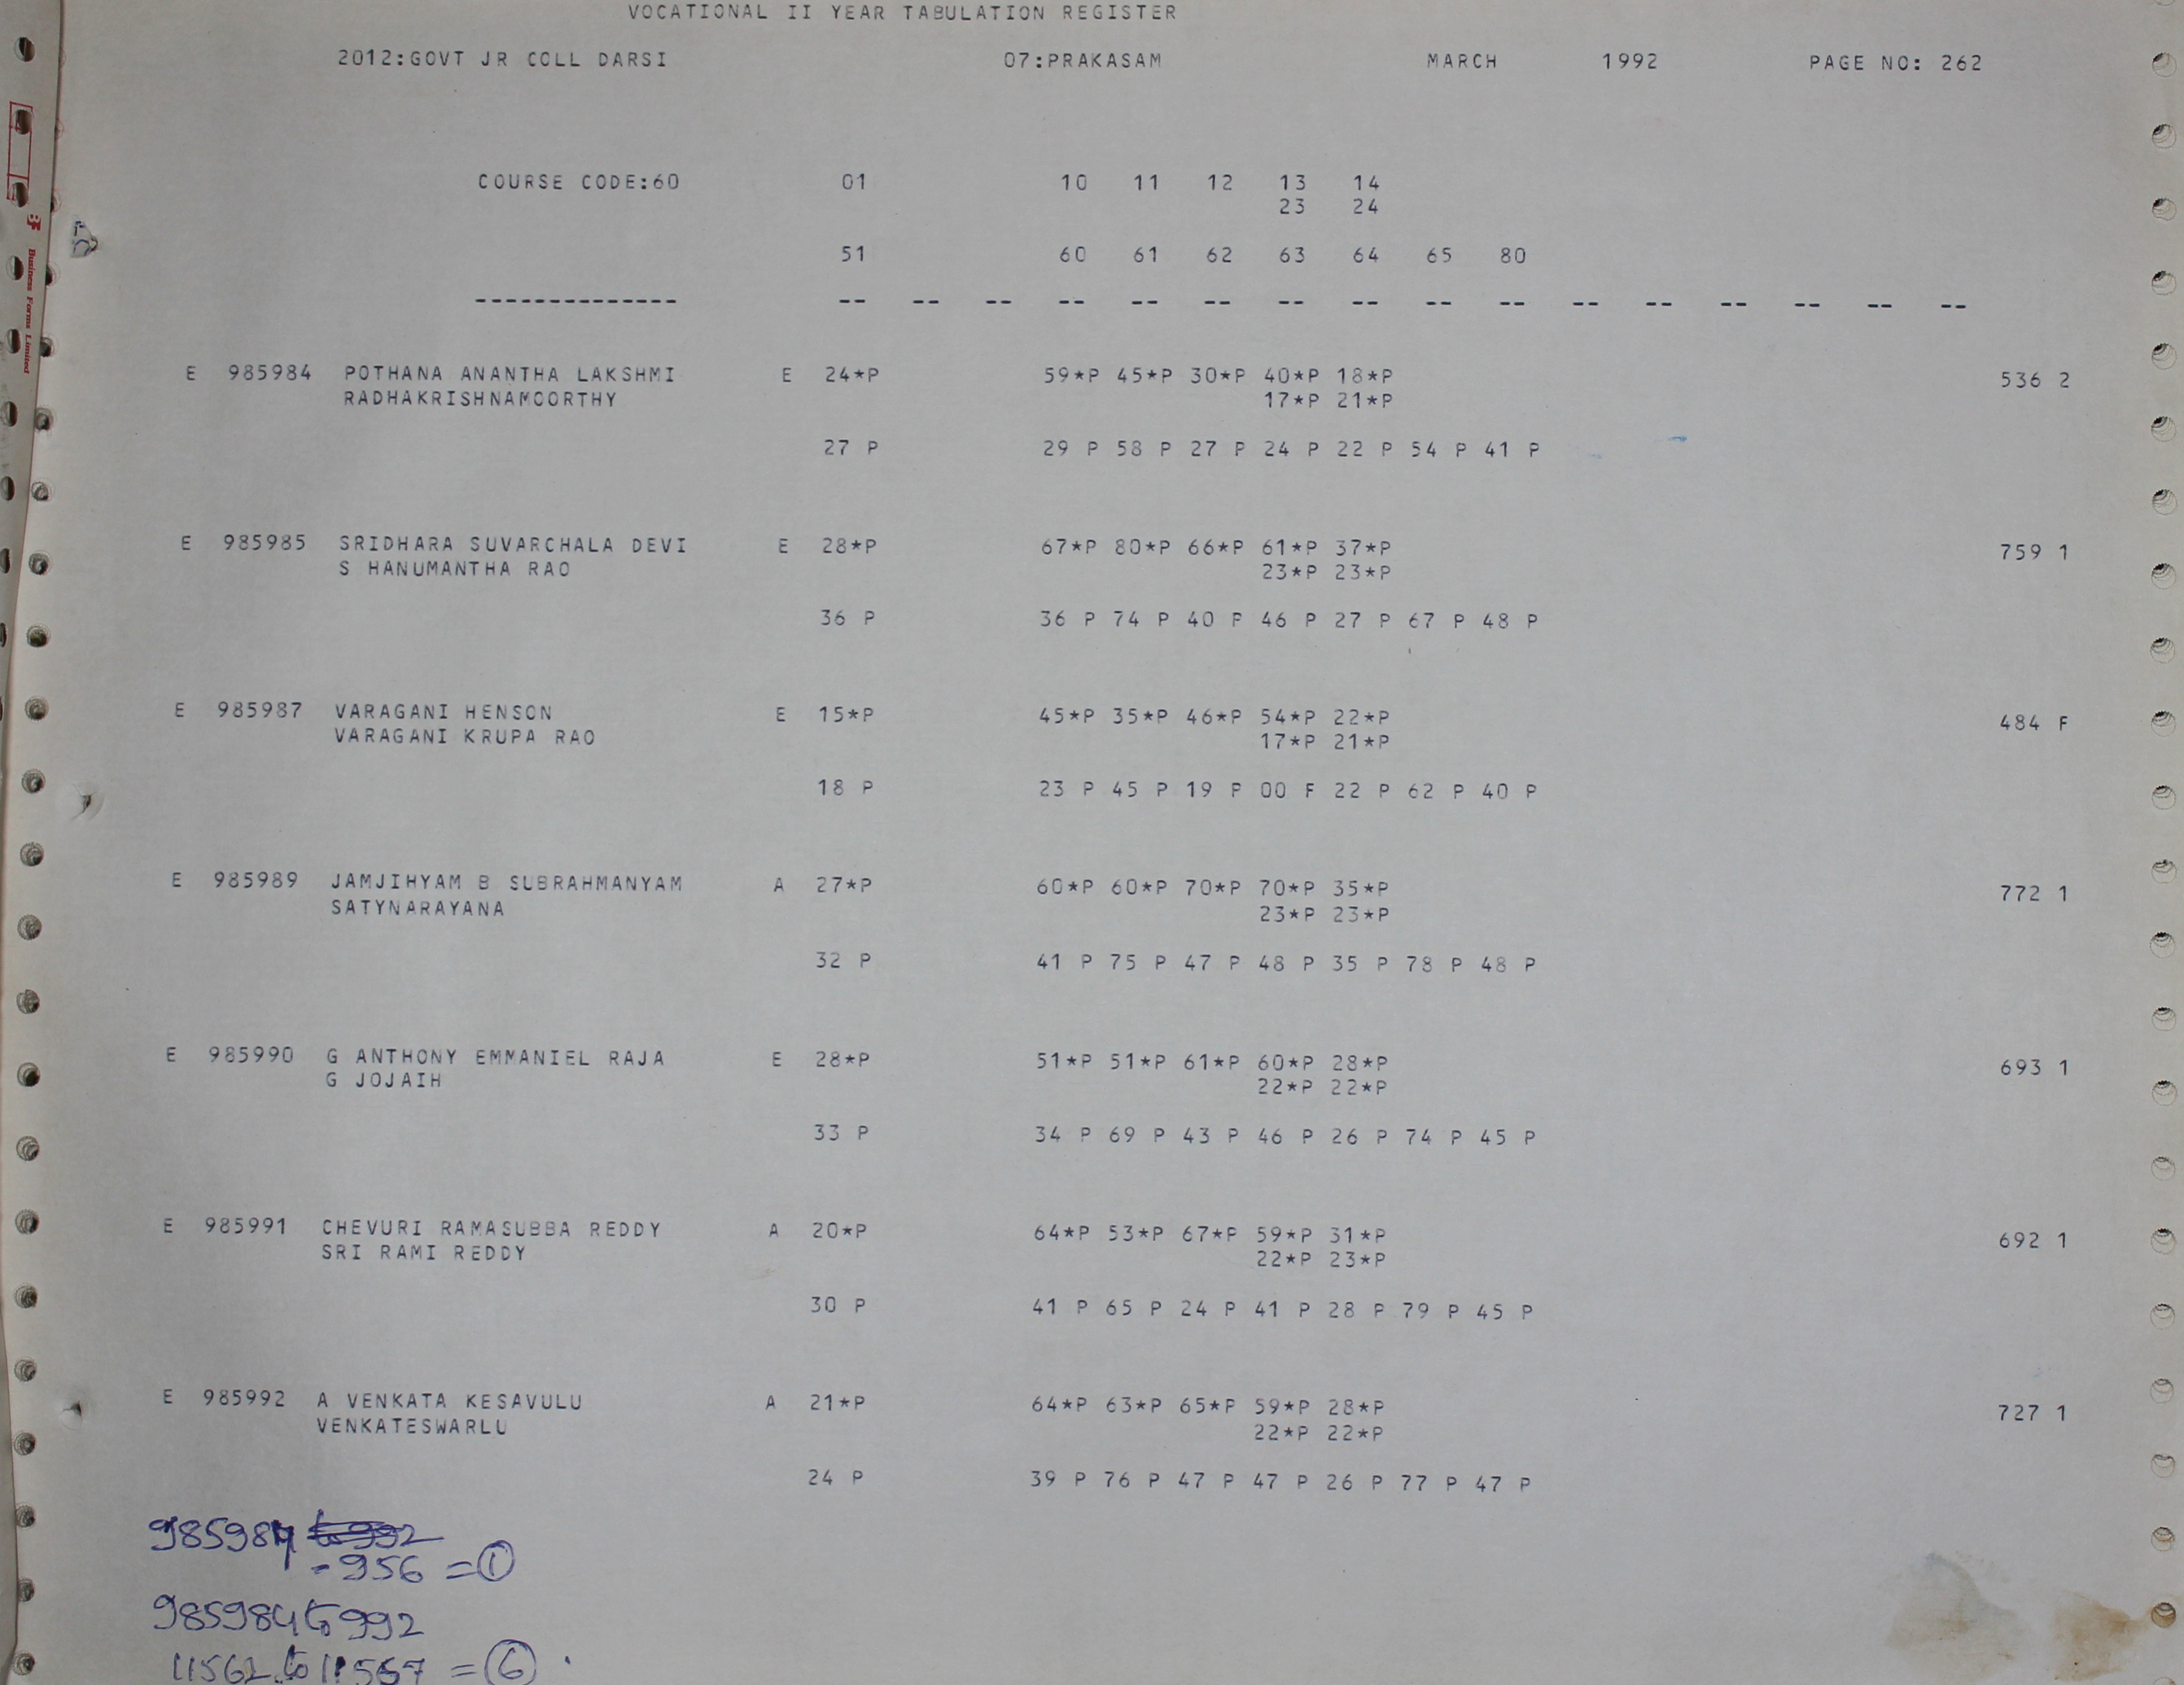 VOCATIONAL II YEAR TABULATION REGISTER
2012:GOVT JR COLL DARSI 07:PRAKASAM MARCH 1992 PAGE NO: 262
COURSE CODE:60 01 10 11 12 13 14
23 24
51 60 61 62 63 64 65 80
-------------- -- -- -- -- -- -- -- -- -- -- -- -- -- -- -- --
E 985984 POTHANA ANANTHA LAKSHMI E 24*P 59*P 45*P 30*P 40*P 18*P 536 2
RADHAKRISHNAMOORTHY 17*P 21*P
27 P 29 P 58 P 27 P 24 P 22 P 54 P 41 P
E 985985 SRIDHARA SUVARCHALA DEVI E 28*P 67*P 80*P 66*P 61*P 37*P 759 1
S HANUMANTHA RAO 23*P 23*P
36 P 36 P 74 P 40 P 46 P 27 P 67 P 48 P
E 985987 VARAGANI HENSON E 15*P 45*P 35*P 46*P 54*P 22*P 484 F
VARAGANI KRUPA RAO 17*P 21*P
18 P 23 P 45 P 19 P 00 F 22 P 62 P 40 P
E 985989 JAMJIHYAM B SUBRAHMANYAM A 27*P 60*P 60*P 70*P 70*P 35*P 772 1
SATYNARAYANA 23*P 23*P
32 P 41 P 75 P 47 P 48 P 35 P 78 P 48 P
E 985990 G ANTHONY EMMANIEL RAJA E 28*P 51*P 51*P 61*P 60*P 28*P 693 1
G JOJAIH 22*P 22*P
33 P 34 P 69 P 43 P 46 P 26 P 74 P 45 P
E 985991 CHEVURI RAMASUBBA REDDY A 20*P 64*P 53*P 67*P 59*P 31*P 692 1
SRI RAMI REDDY 22*P 23*P
30 P 41 P 65 P 24 P 41 P 28 P 79 P 45 P
E 985992 A VENKATA KESAVULU A 21*P 64*P 63*P 65*P 59*P 28*P 727 1
VENKATESWARLU 22*P 22*P
24 P 39 P 76 P 47 P 47 P 26 P 77 P 47 P
- 956 = 1
985984 to 992
11562 to 11567 = 6
Business Forms Limited